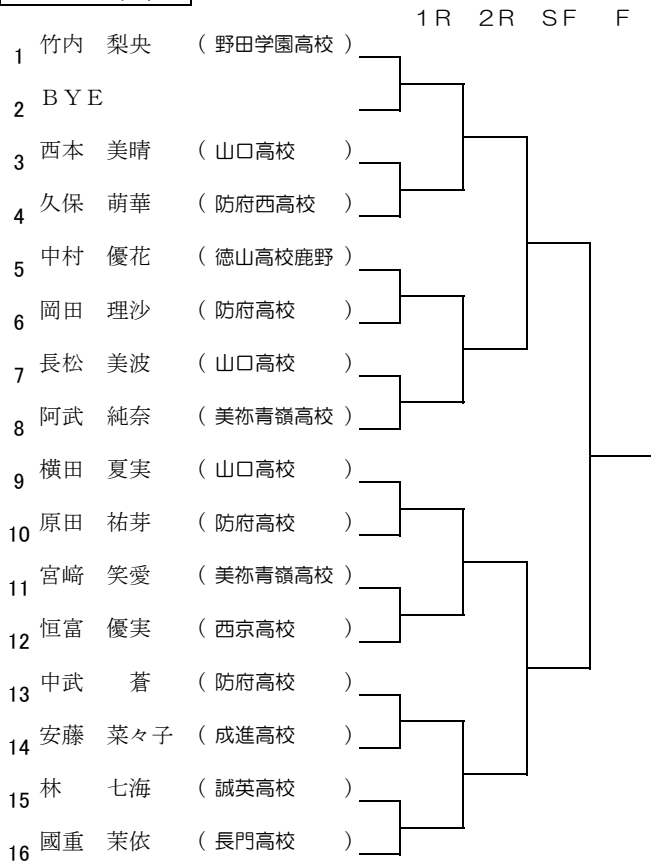 1R 2R SF F
1 竹内 梨央 ( 野田学園高校 )
2 BYE
3 西本 美晴 ( 山口高校 )
4 久保 萌華 ( 防府西高校 )
5 中村 優花 ( 徳山高校鹿野 )
6 岡田 理沙 ( 防府高校 )
7 長松 美波 ( 山口高校 )
8 阿武 純奈 ( 美祢青嶺高校 )
9 横田 夏実 ( 山口高校 )
10 原田 祐芽 ( 防府高校 )
11 宮﨑 笑愛 ( 美祢青嶺高校 )
12 恒富 優実 ( 西京高校 )
13 中武 蒼 ( 防府高校 )
14 安藤 菜々子 ( 成進高校 )
15 林 七海 ( 誠英高校 )
16 國重 茉依 ( 長門高校 )